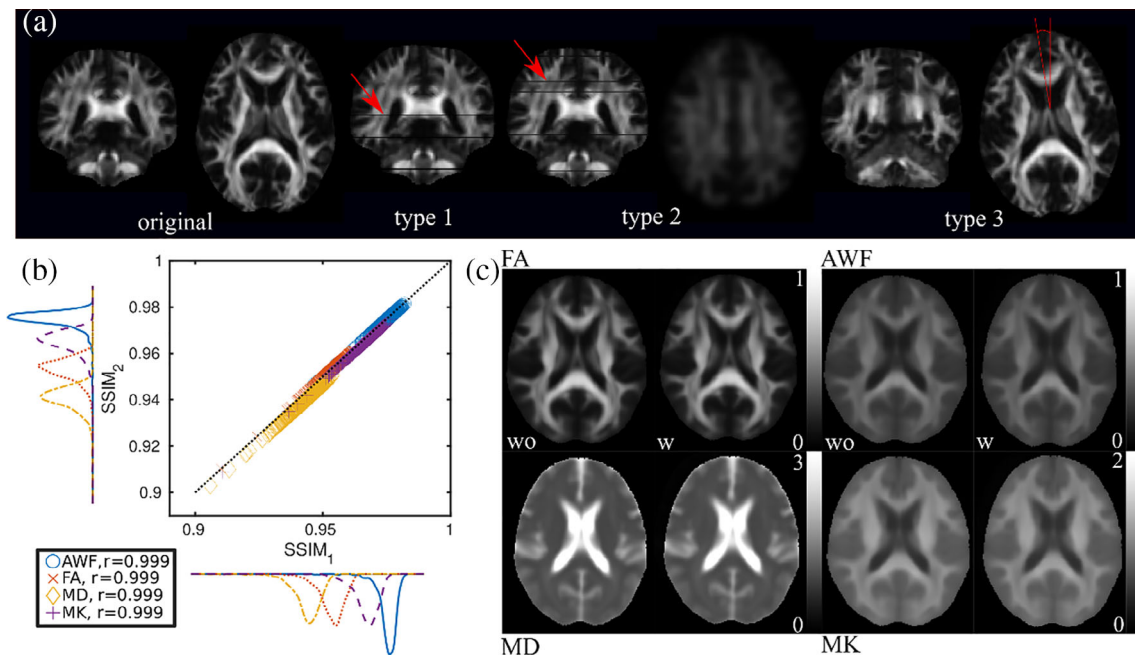 (a)
original
type 1
type 2
type 3
(b)
1
0.98
0.96
0.94
0.92
0.9
SSIM2
0.9
0.95
1
SSIM1
AWF, r=0.999
FA, r=0.999
MD, r=0.999
MK, r=0.999
(c)
FA
AWF
1
1
wo
w
0
wo
w
0
3
2
0
0
MD
MK